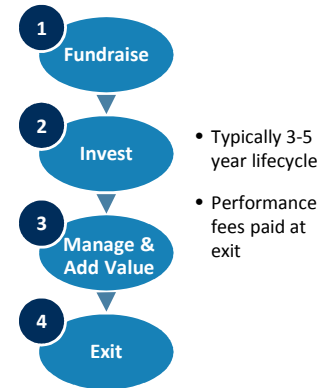 1
Fundraise
2
Invest
• Typically 3-5
year lifecycle
• Performance
fees paid at
exit
3
Manage &
Add Value
4
Exit